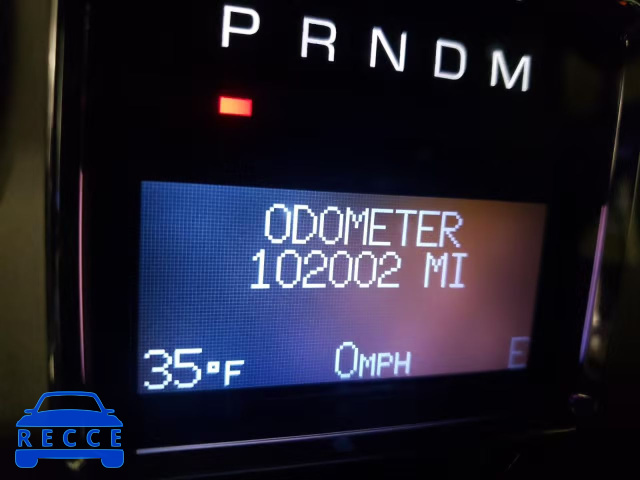 P R N D M
ODOMETER
102002 MI
35°F 0MPH E
RECCE